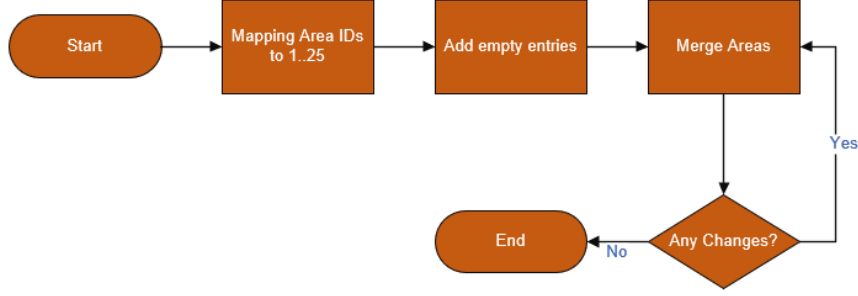 Start
Mapping Area IDs
to 1..25
Add empty entries
Merge Areas
Yes
Any Changes?
No
End